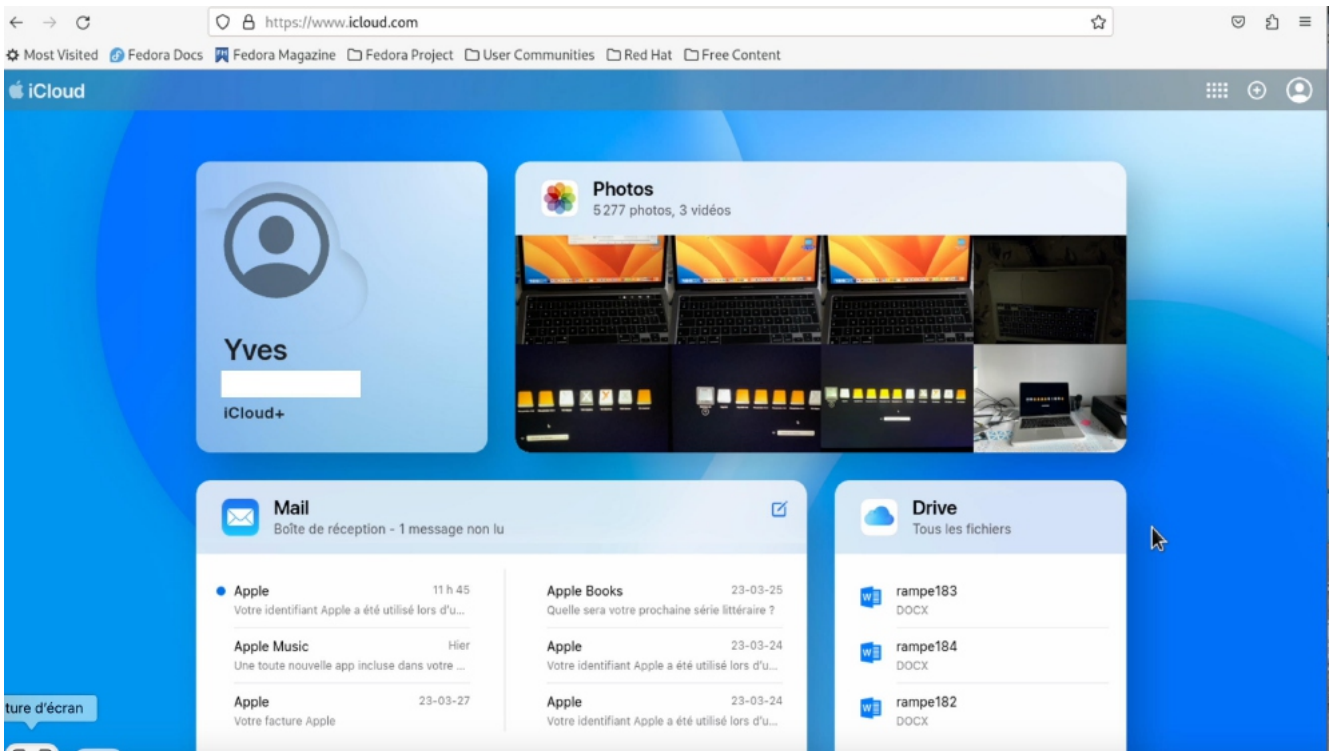 https://www.icloud.com
Most Visited Fedora Docs Fedora Magazine Fedora Project User Communities Red Hat Free Content
iCloud
Yves
iCloud+
Photos
5 277 photos, 3 vidéos
Mail
Boîte de réception - 1 message non lu
Apple 11 h 45
Votre identifiant Apple a été utilisé lors d'u...
Apple Music Hier
Une toute nouvelle app incluse dans votre ...
Apple 23-03-27
Votre facture Apple
Apple Books 23-03-25
Quelle sera votre prochaine série littéraire ?
Apple 23-03-24
Votre identifiant Apple a été utilisé lors d'u...
Apple 23-03-24
Votre identifiant Apple a été utilisé lors d'u...
Drive
Tous les fichiers
W rampe183
DOCX
W rampe184
DOCX
W rampe182
DOCX
ture d'écran